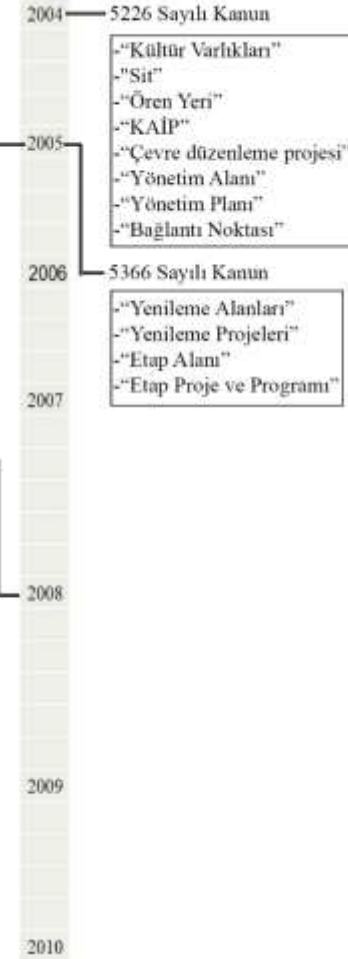 2004 5226 Sayılı Kanun
-“Kültür Varlıkları”
-"Sit”
-“Ören Yeri”
-“KAİP”
2005
-“Çevre düzenleme projesi”
-“Yönetim Alanı”
-“Yönetim Planı”
-“Bağlantı Noktası”
2006 5366 Sayılı Kanun
-“Yenileme Alanları”
-“Yenileme Projeleri”
-“Etap Alanı”
-“Etap Proje ve Programı”
2007
2008
2009
2010